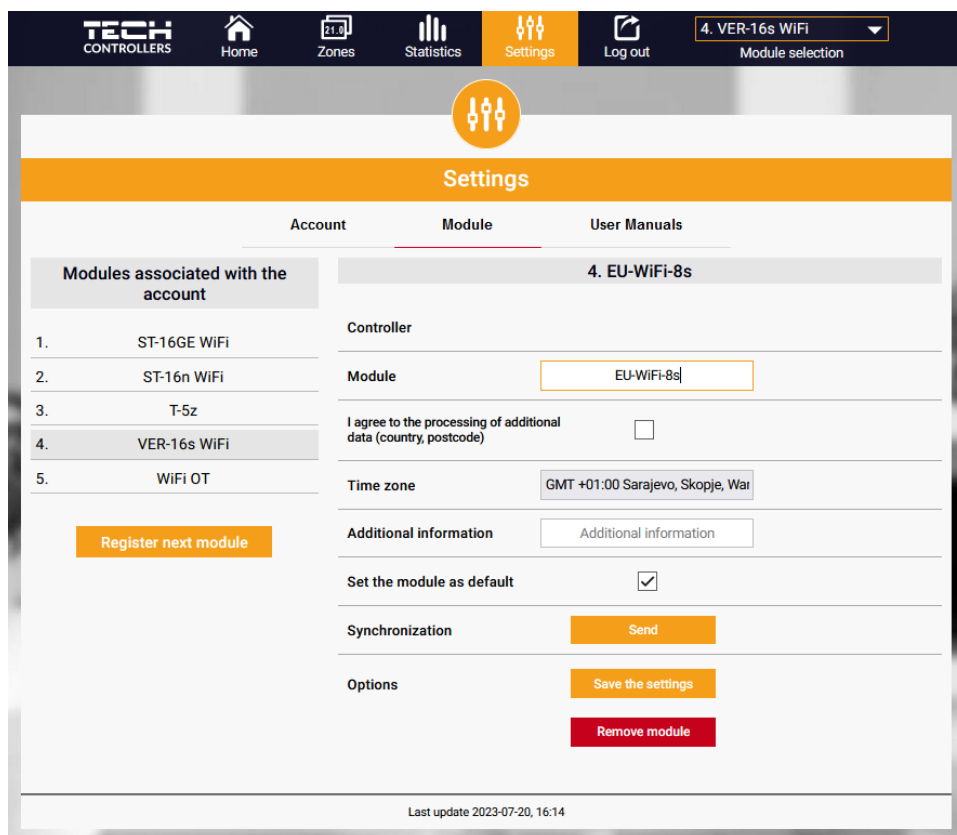 TECH
CONTROLLERS
Home
21.0
Zones
Statistics
Settings
Log out
4. VER-16s WiFi
Module selection
Settings
Account
Module
User Manuals
Modules associated with the
account
1. ST-16GE WiFi
2. ST-16n WiFi
3. T-5z
4. VER-16s WiFi
5. WiFi OT
Register next module
4. EU-WiFi-8s
Controller
Module
EU-WiFi-8s
I agree to the processing of additional
data (country, postcode)
Time zone
GMT +01:00 Sarajevo, Skopje, War
Additional information
Additional information
Set the module as default
Synchronization
Send
Options
Save the settings
Remove module
Last update 2023-07-20, 16:14